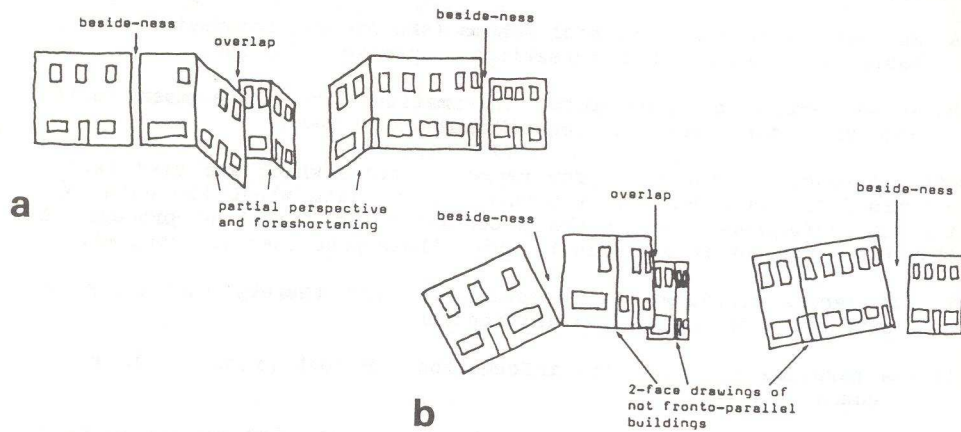 beside-ness
overlap
beside-ness
a
partial perspective
and foreshortening
beside-ness
overlap
beside-ness
b
2-face drawings of
not fronto-parallel
buildings